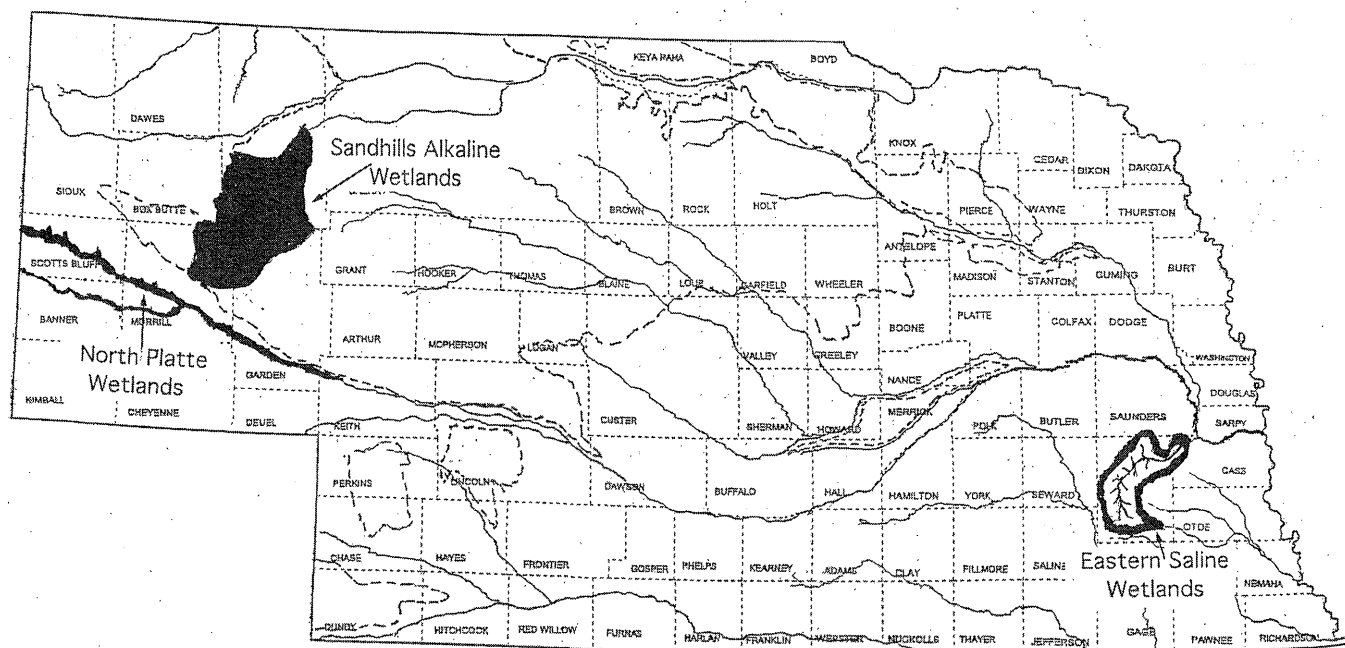 KEYA PAHA
BOYD
DAWES
Sandhills Alkaline
Wetlands
KNOX
CEDAR
DIXON
DAKOTA
SIOUX
BOX BUTTE
BROWN
ROCK
HOLT
PIERCE
WAYNE
THURSTON
ANTELOPE
SCOTTS BLUFF
GRANT
HOOKER
THOMAS
BLAINE
LOUP
GARFIELD
WHEELER
MADISON
STANTON
CUMING
BURT
BANNER
MORRILL
ARTHUR
MCPHERSON
LOGAN
VALLEY
GREELEY
BOONE
PLATTE
COLFAX
DODGE
WASHINGTON
North Platte
Wetlands
GARDEN
NANCE
DOUGLAS
KIMBALL
CHEYENNE
DEUEL
KEITH
CUSTER
SHERMAN
HOWARD
MERRICK
POLK
BUTLER
SAUNDERS
SARPY
PERKINS
LINCOLN
DAWSON
BUFFALO
HALL
HAMILTON
YORK
SEWARD
CASS
OTOE
CHASE
HAYES
FRONTIER
GOSPER
PHELPS
KEARNEY
ADAMS
CLAY
FILLMORE
SALINE
Eastern Saline
Wetlands
NEMAHA
DUNDY
HITCHCOCK
RED WILLOW
FURNAS
HARLAN
FRANKLIN
WEBSTER
NUCKOLLS
THAYER
JEFFERSON
GAGE
PAWNEE
RICHARDSON